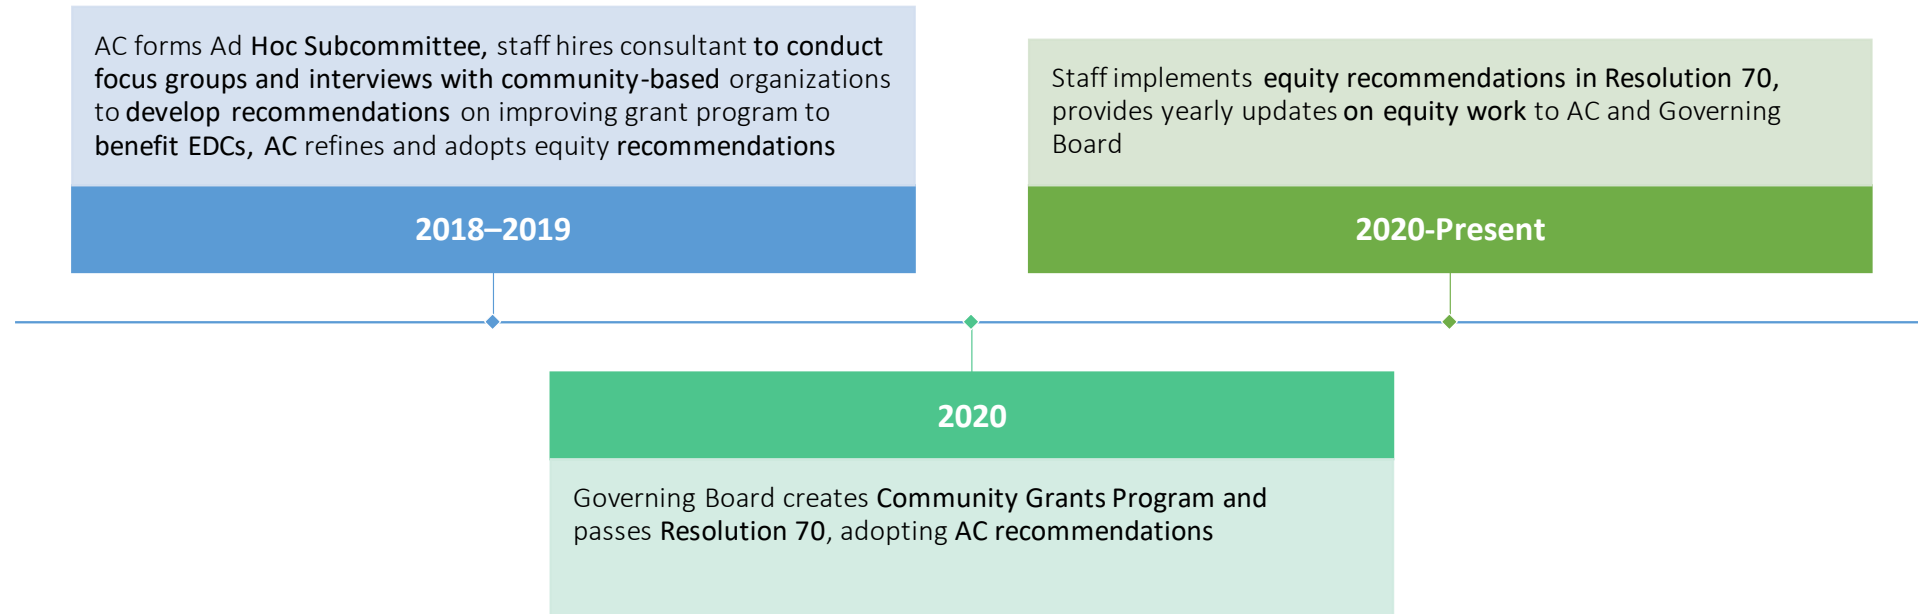 AC forms Ad Hoc Subcommittee, staff hires consultant to conduct
focus groups and interviews with community-based organizations
to develop recommendations on improving grant program to
benefit EDCs, AC refines and adopts equity recommendations
2018–2019
2020
Governing Board creates Community Grants Program and
passes Resolution 70, adopting AC recommendations
Staff implements equity recommendations in Resolution 70,
provides yearly updates on equity work to AC and Governing
Board
2020-Present